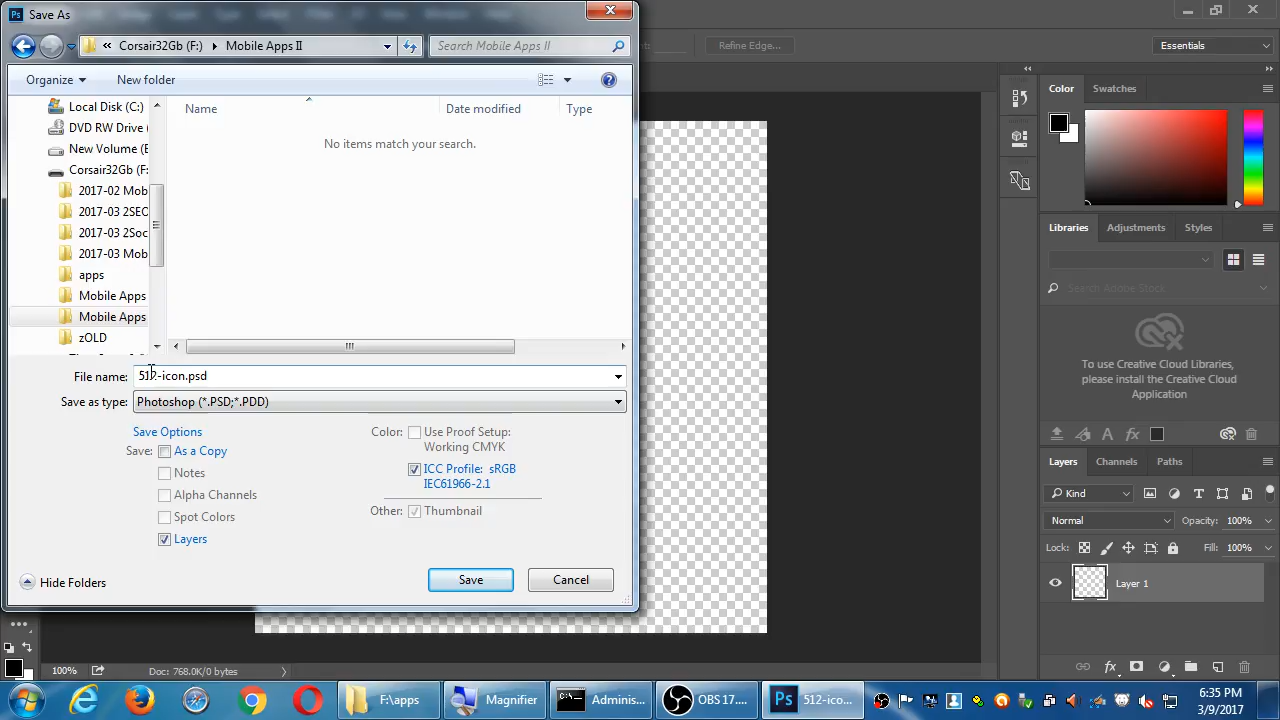 Save As
Corsair32Gb (F:)
Mobile Apps II
Search Mobile Apps II
Refine Edge...
Essentials
Organize
New folder
Local Disk (C:)
DVD RW Drive (
New Volume (E
Corsair32Gb (F:
2017-02 Mob
2017-03 2SEC
2017-03 2Soc
2017-03 Mob
apps
Mobile Apps
Mobile Apps
zOLD
Name
Date modified
Type
No items match your search.
File name:
512-icon.psd
Save as type:
Photoshop (*.PSD;*.PDD)
Save Options
Save:
As a Copy
Notes
Alpha Channels
Spot Colors
Layers
Color:
Use Proof Setup:
Working CMYK
ICC Profile: sRGB
IEC61966-2.1
Other:
Thumbnail
Hide Folders
Save
Cancel
Color
Swatches
Libraries
Adjustments
Styles
Search Adobe Stock
To use Creative Cloud Libraries,
please install the Creative Cloud
Application
Layers
Channels
Paths
Kind
Normal
Opacity:
100%
Lock:
Fill:
100%
Layer 1
100%
Doc: 768.0K/0 bytes
F:\apps
Magnifier
Adminis...
OBS 17....
Ps
512-ico...
6:35 PM
3/9/2017